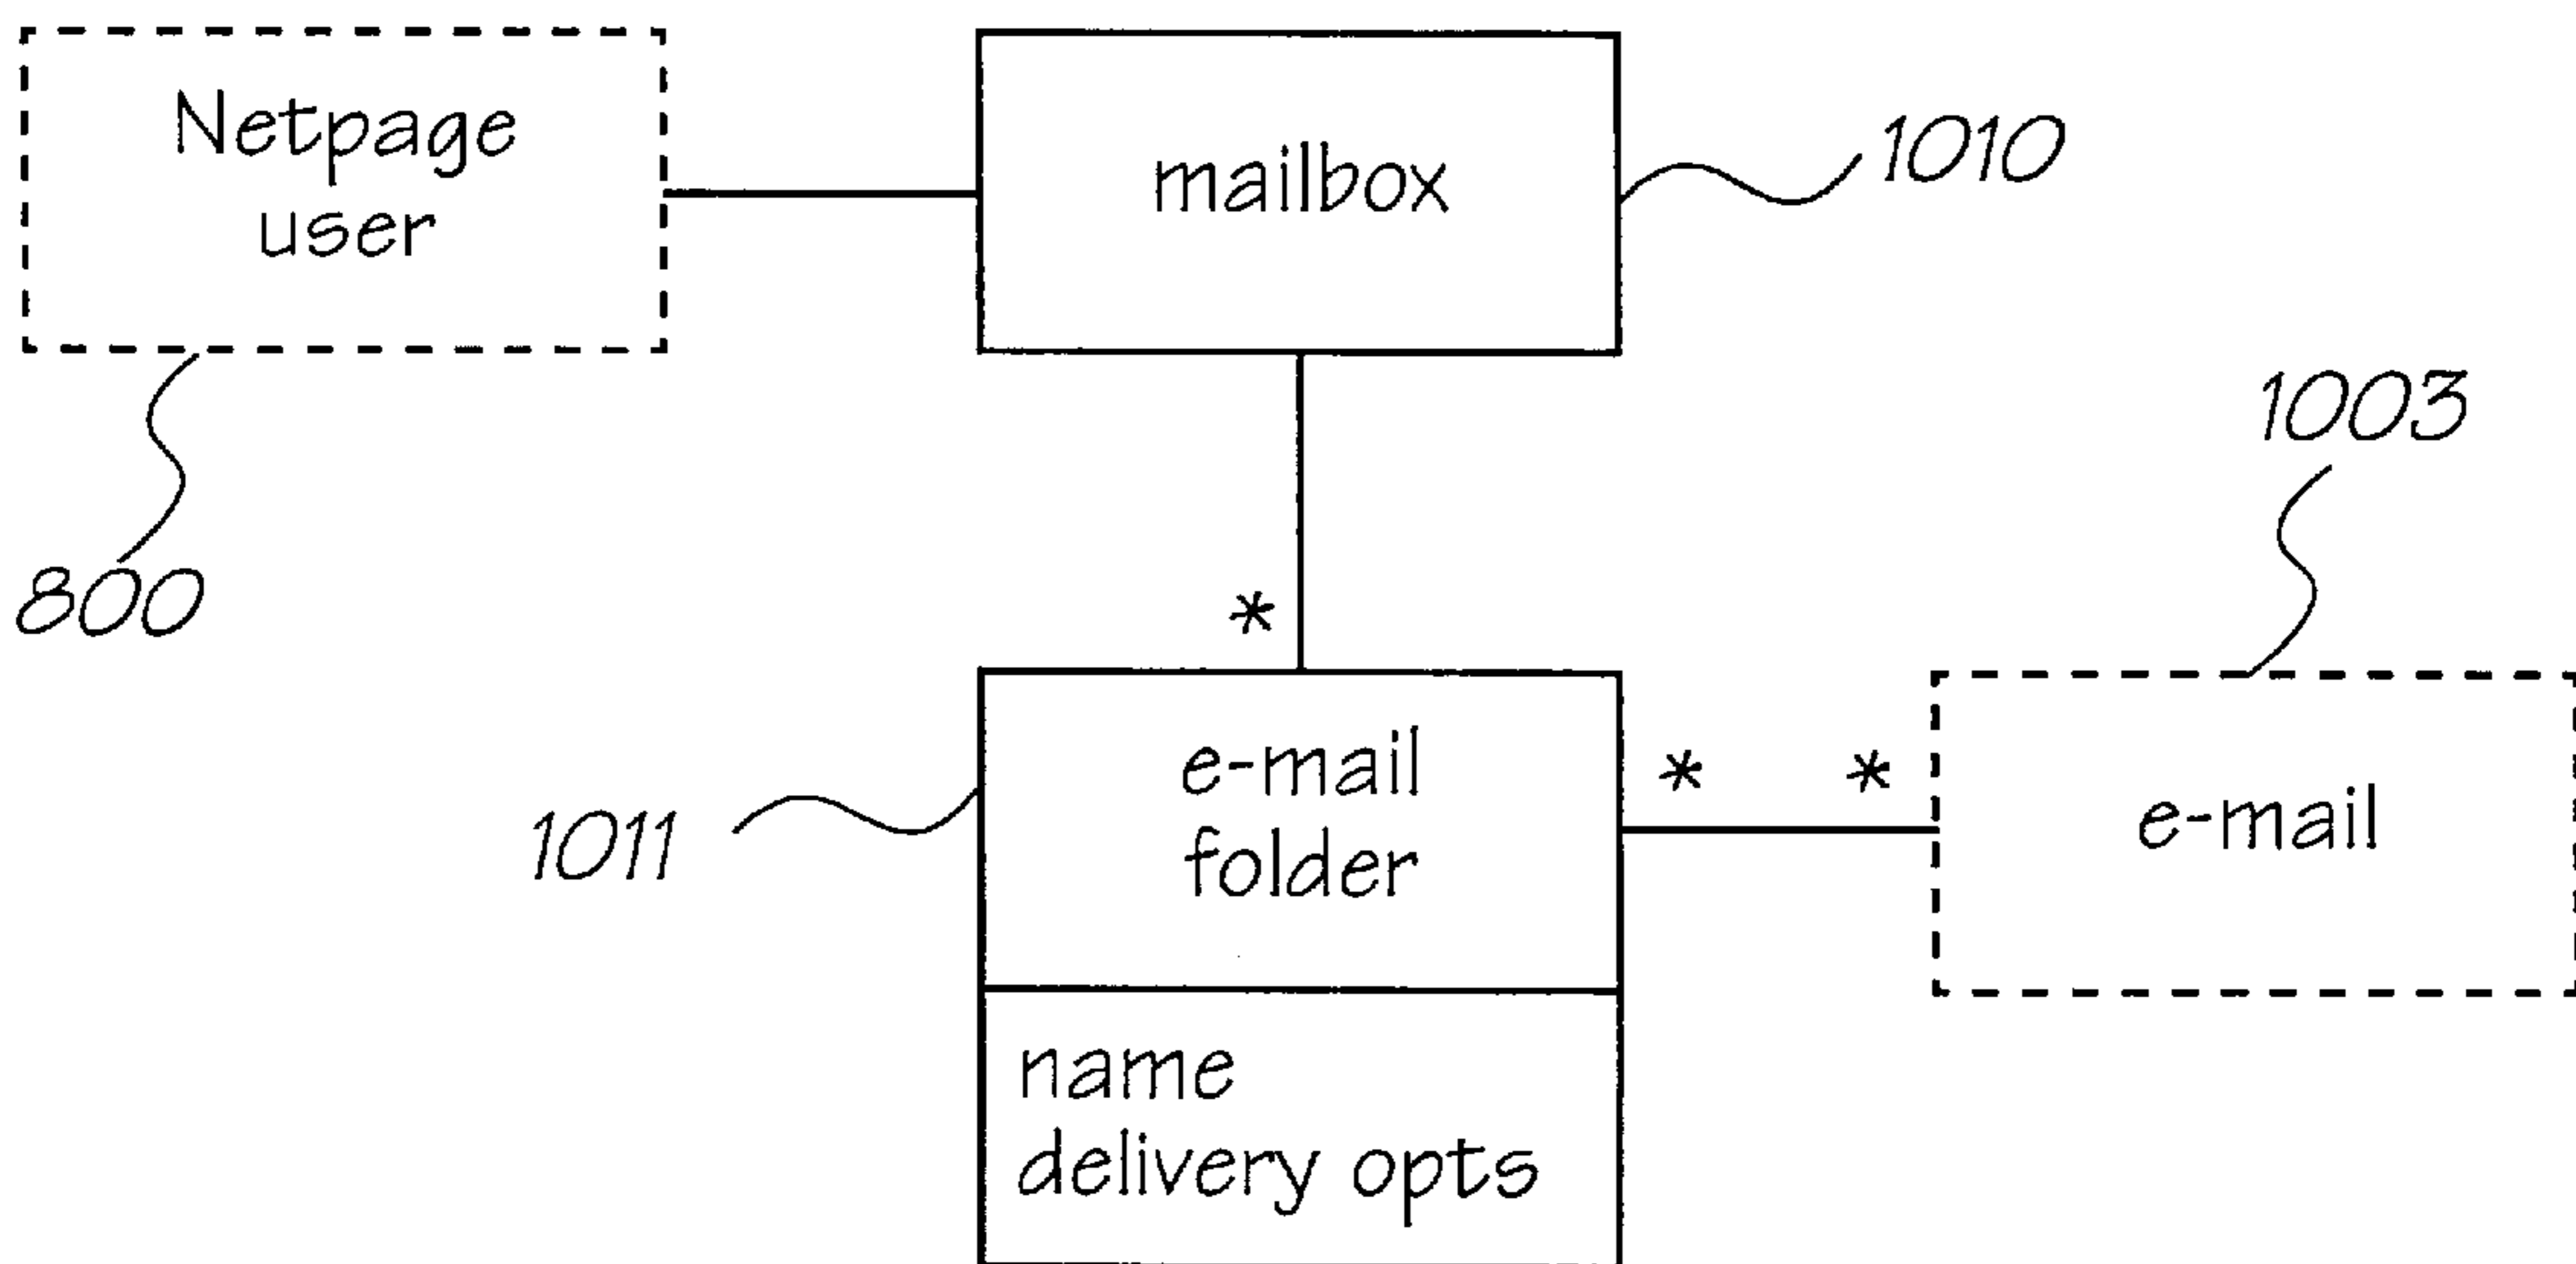 Netpage
user
mailbox
1010
800
1003
*
e-mail
folder
* *
e-mail
1011
name
delivery opts